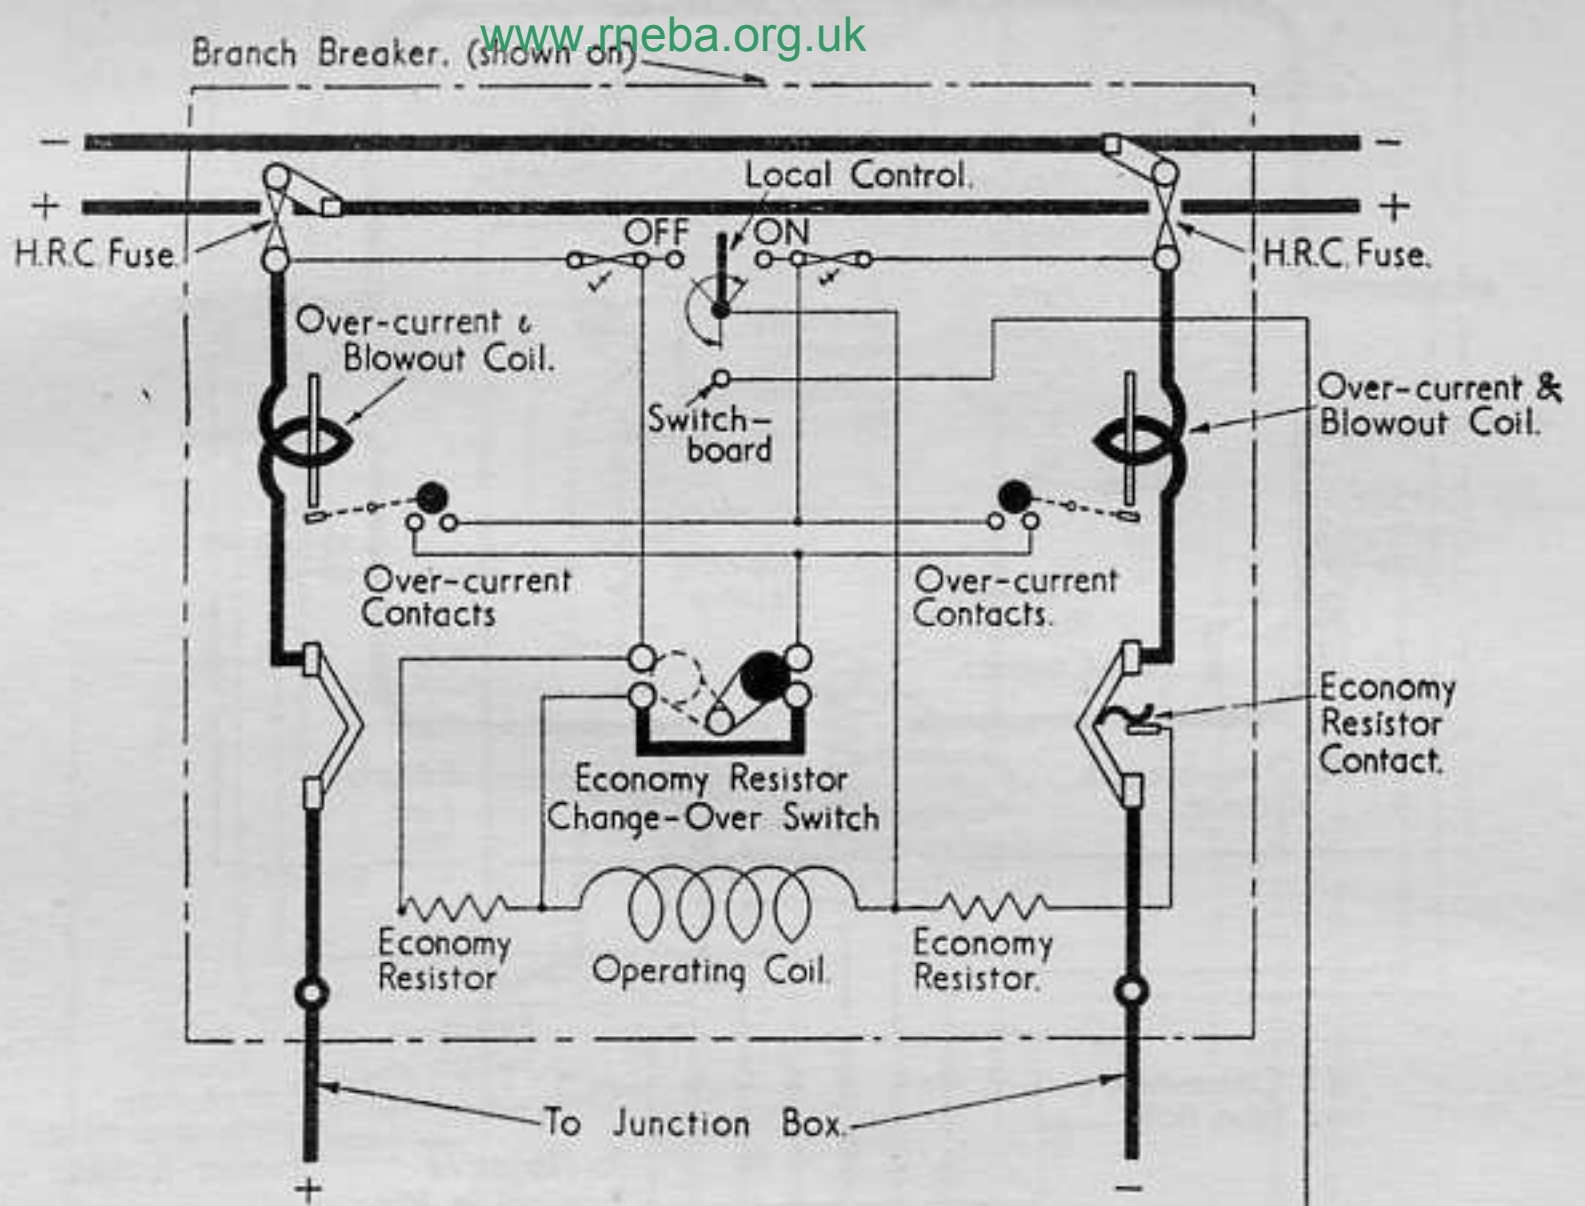 www.rneba.org.uk
Branch Breaker. (shown on)
−
−
Local Control.
+
+
H.R.C. Fuse.
OFF
ON
H.R.C. Fuse.
Over-current &
Blowout Coil.
Over-current &
Blowout Coil.
Switch-
board
Over-current
Contacts
Over-current
Contacts.
Economy
Resistor
Contact.
Economy Resistor
Change-Over Switch
Economy
Resistor
Operating Coil.
Economy
Resistor.
To Junction Box.
+
−